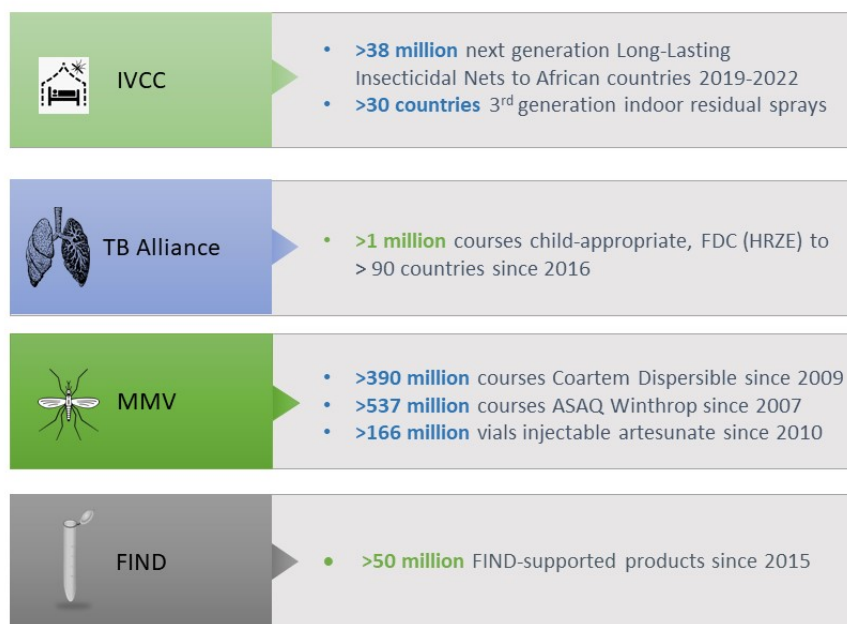 IVCC
• >38 million next generation Long-Lasting
Insecticidal Nets to African countries 2019-2022
• >30 countries 3rd generation indoor residual sprays
TB Alliance
• >1 million courses child-appropriate, FDC (HRZE) to
> 90 countries since 2016
MMV
• >390 million courses Coartem Dispersible since 2009
• >537 million courses ASAQ Winthrop since 2007
• >166 million vials injectable artesunate since 2010
FIND
• >50 million FIND-supported products since 2015